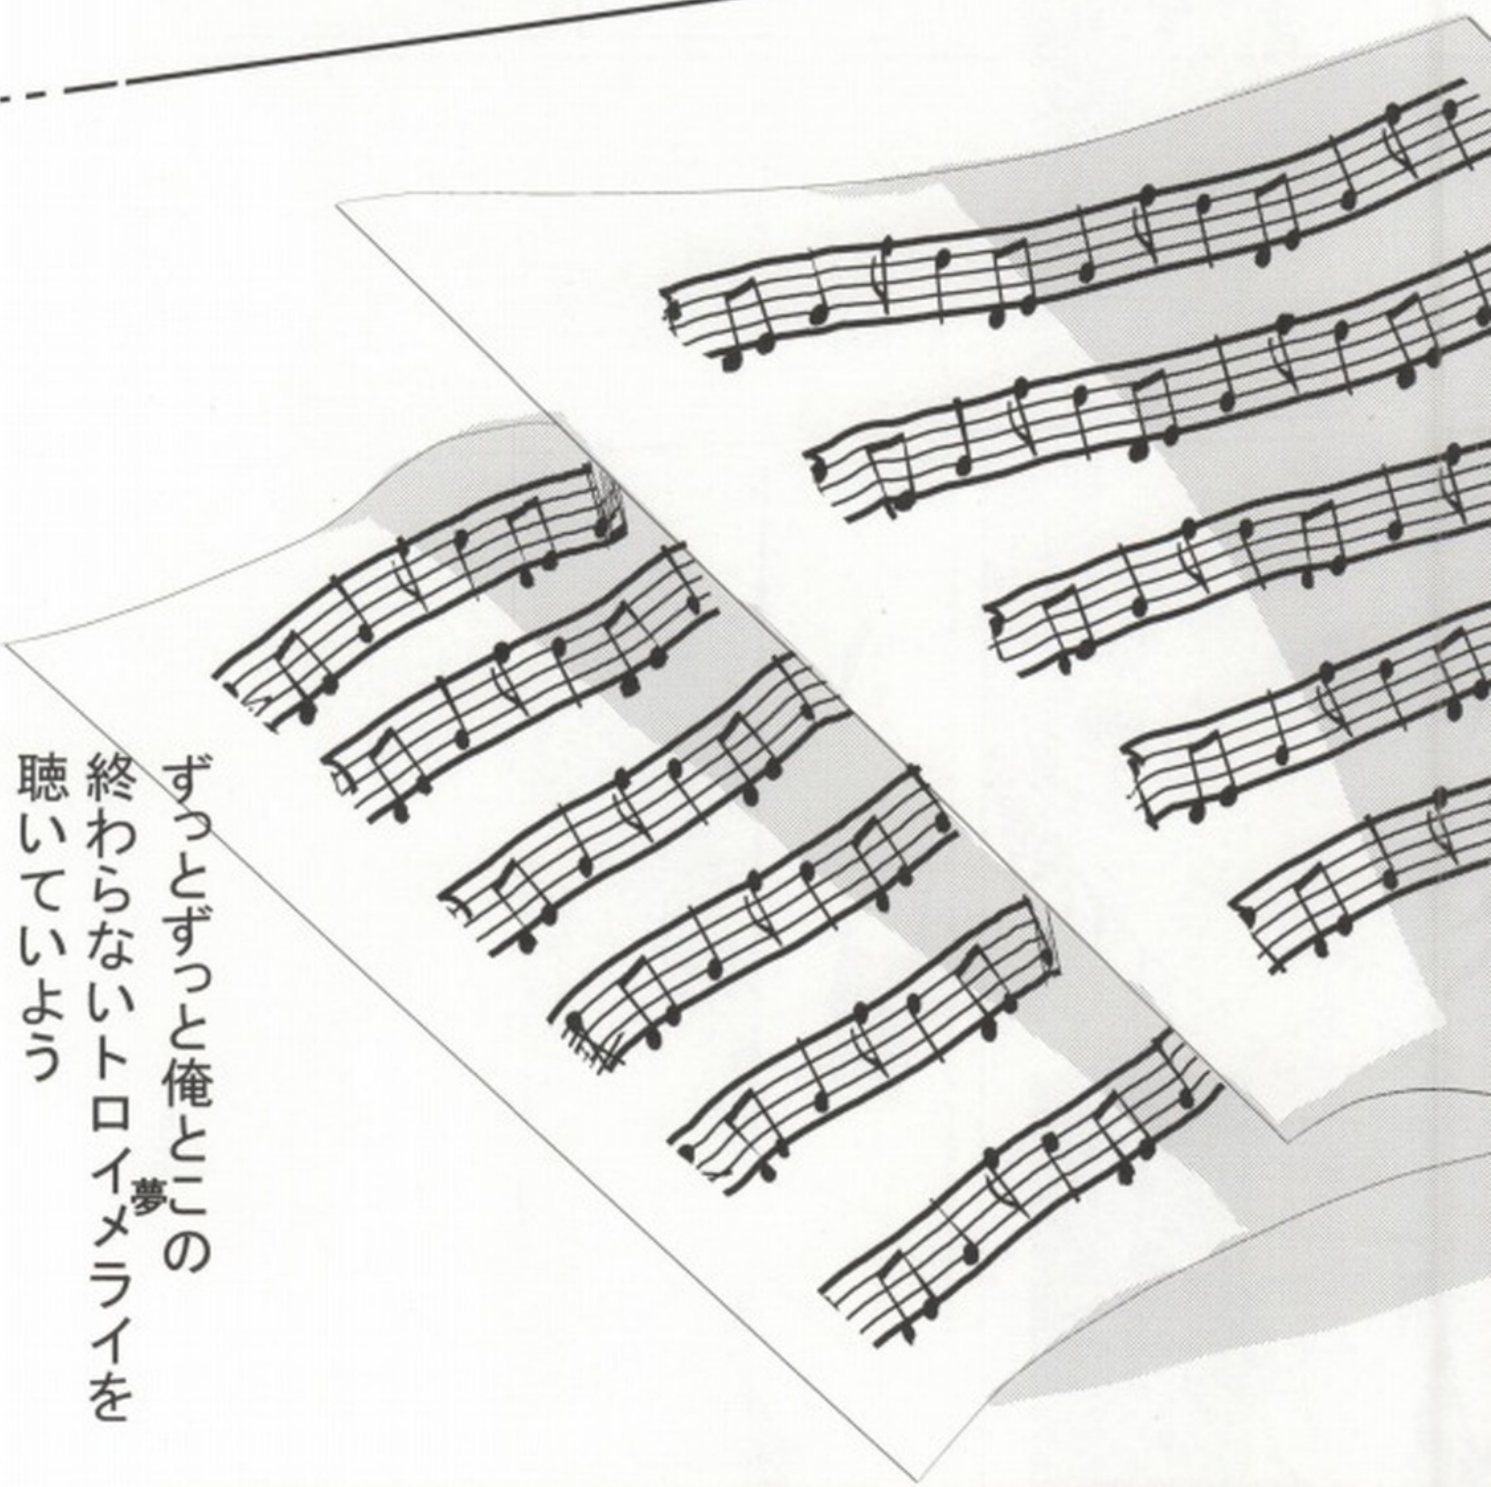 ずっとずっと俺とこの
夢
終わらないトロイメライを
聴いていよう